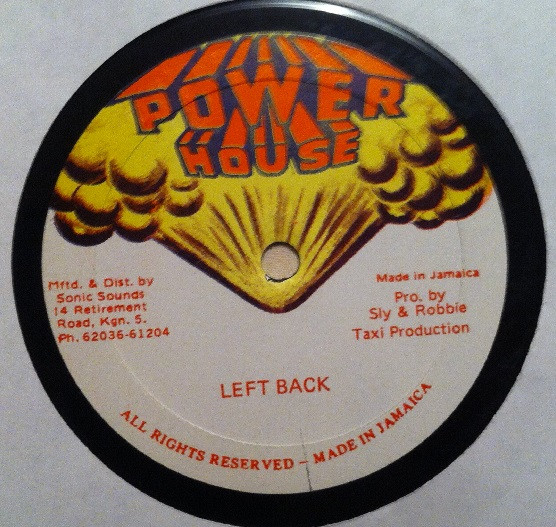 POWER
HOUSE
Mftd. & Dist. by
Sonic Sounds
14 Retirement
Road, Kgn. 5.
Ph. 62036-61204
Made in Jamaica
Pro. by
Sly & Robbie
Taxi Production
LEFT BACK
ALL RIGHTS RESERVED – MADE IN JAMAICA